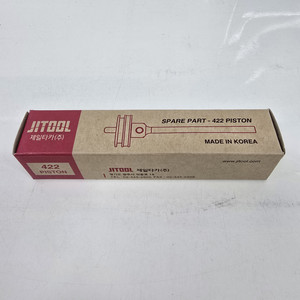 JITOOL
제일타카(주)
SPARE PART - 422 PISTON
MADE IN KOREA
422
PISTON
JITOOL 제일타카(주)
www.jitool.com